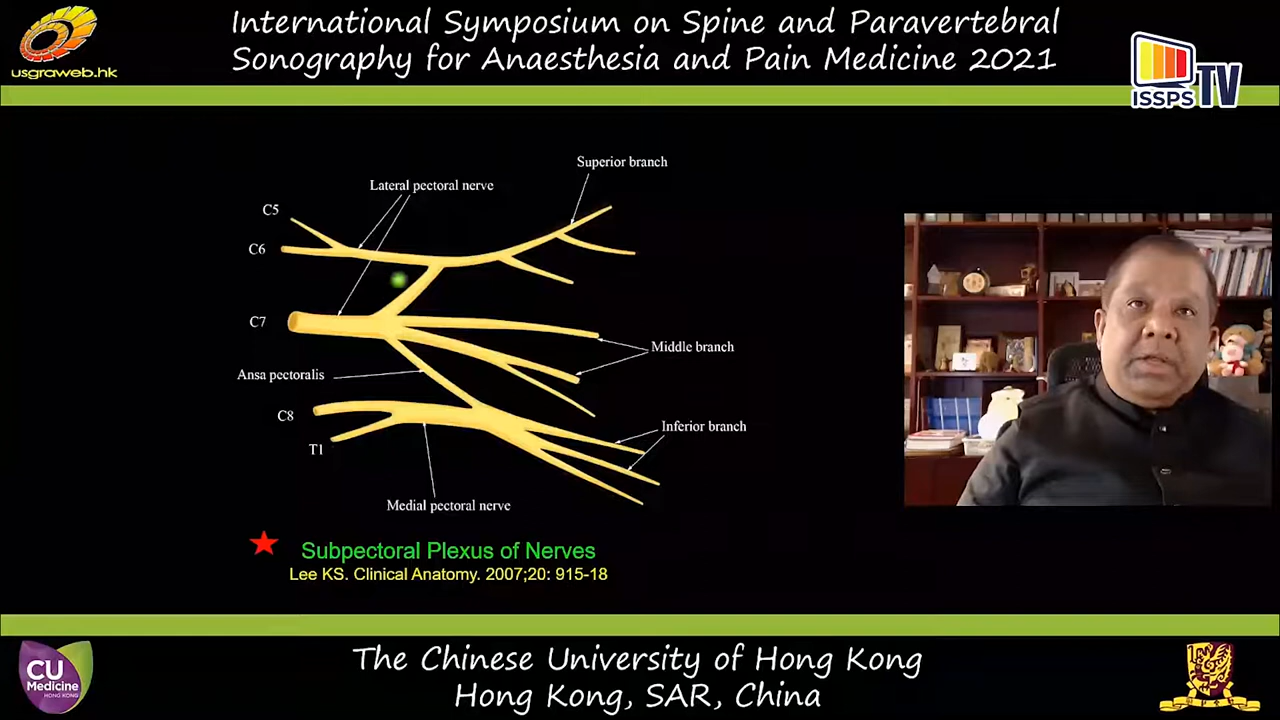 International Symposium on Spine and Paravertebral
Sonography for Anaesthesia and Pain Medicine 2021
usgraweb.hk
ISSPS TV
Superior branch
Lateral pectoral nerve
C5
C6
C7
Middle branch
Ansa pectoralis
C8
Inferior branch
T1
Medial pectoral nerve
Subpectoral Plexus of Nerves
Lee KS. Clinical Anatomy. 2007;20: 915-18
CU
Medicine
HONG KONG
The Chinese University of Hong Kong
Hong Kong, SAR, China